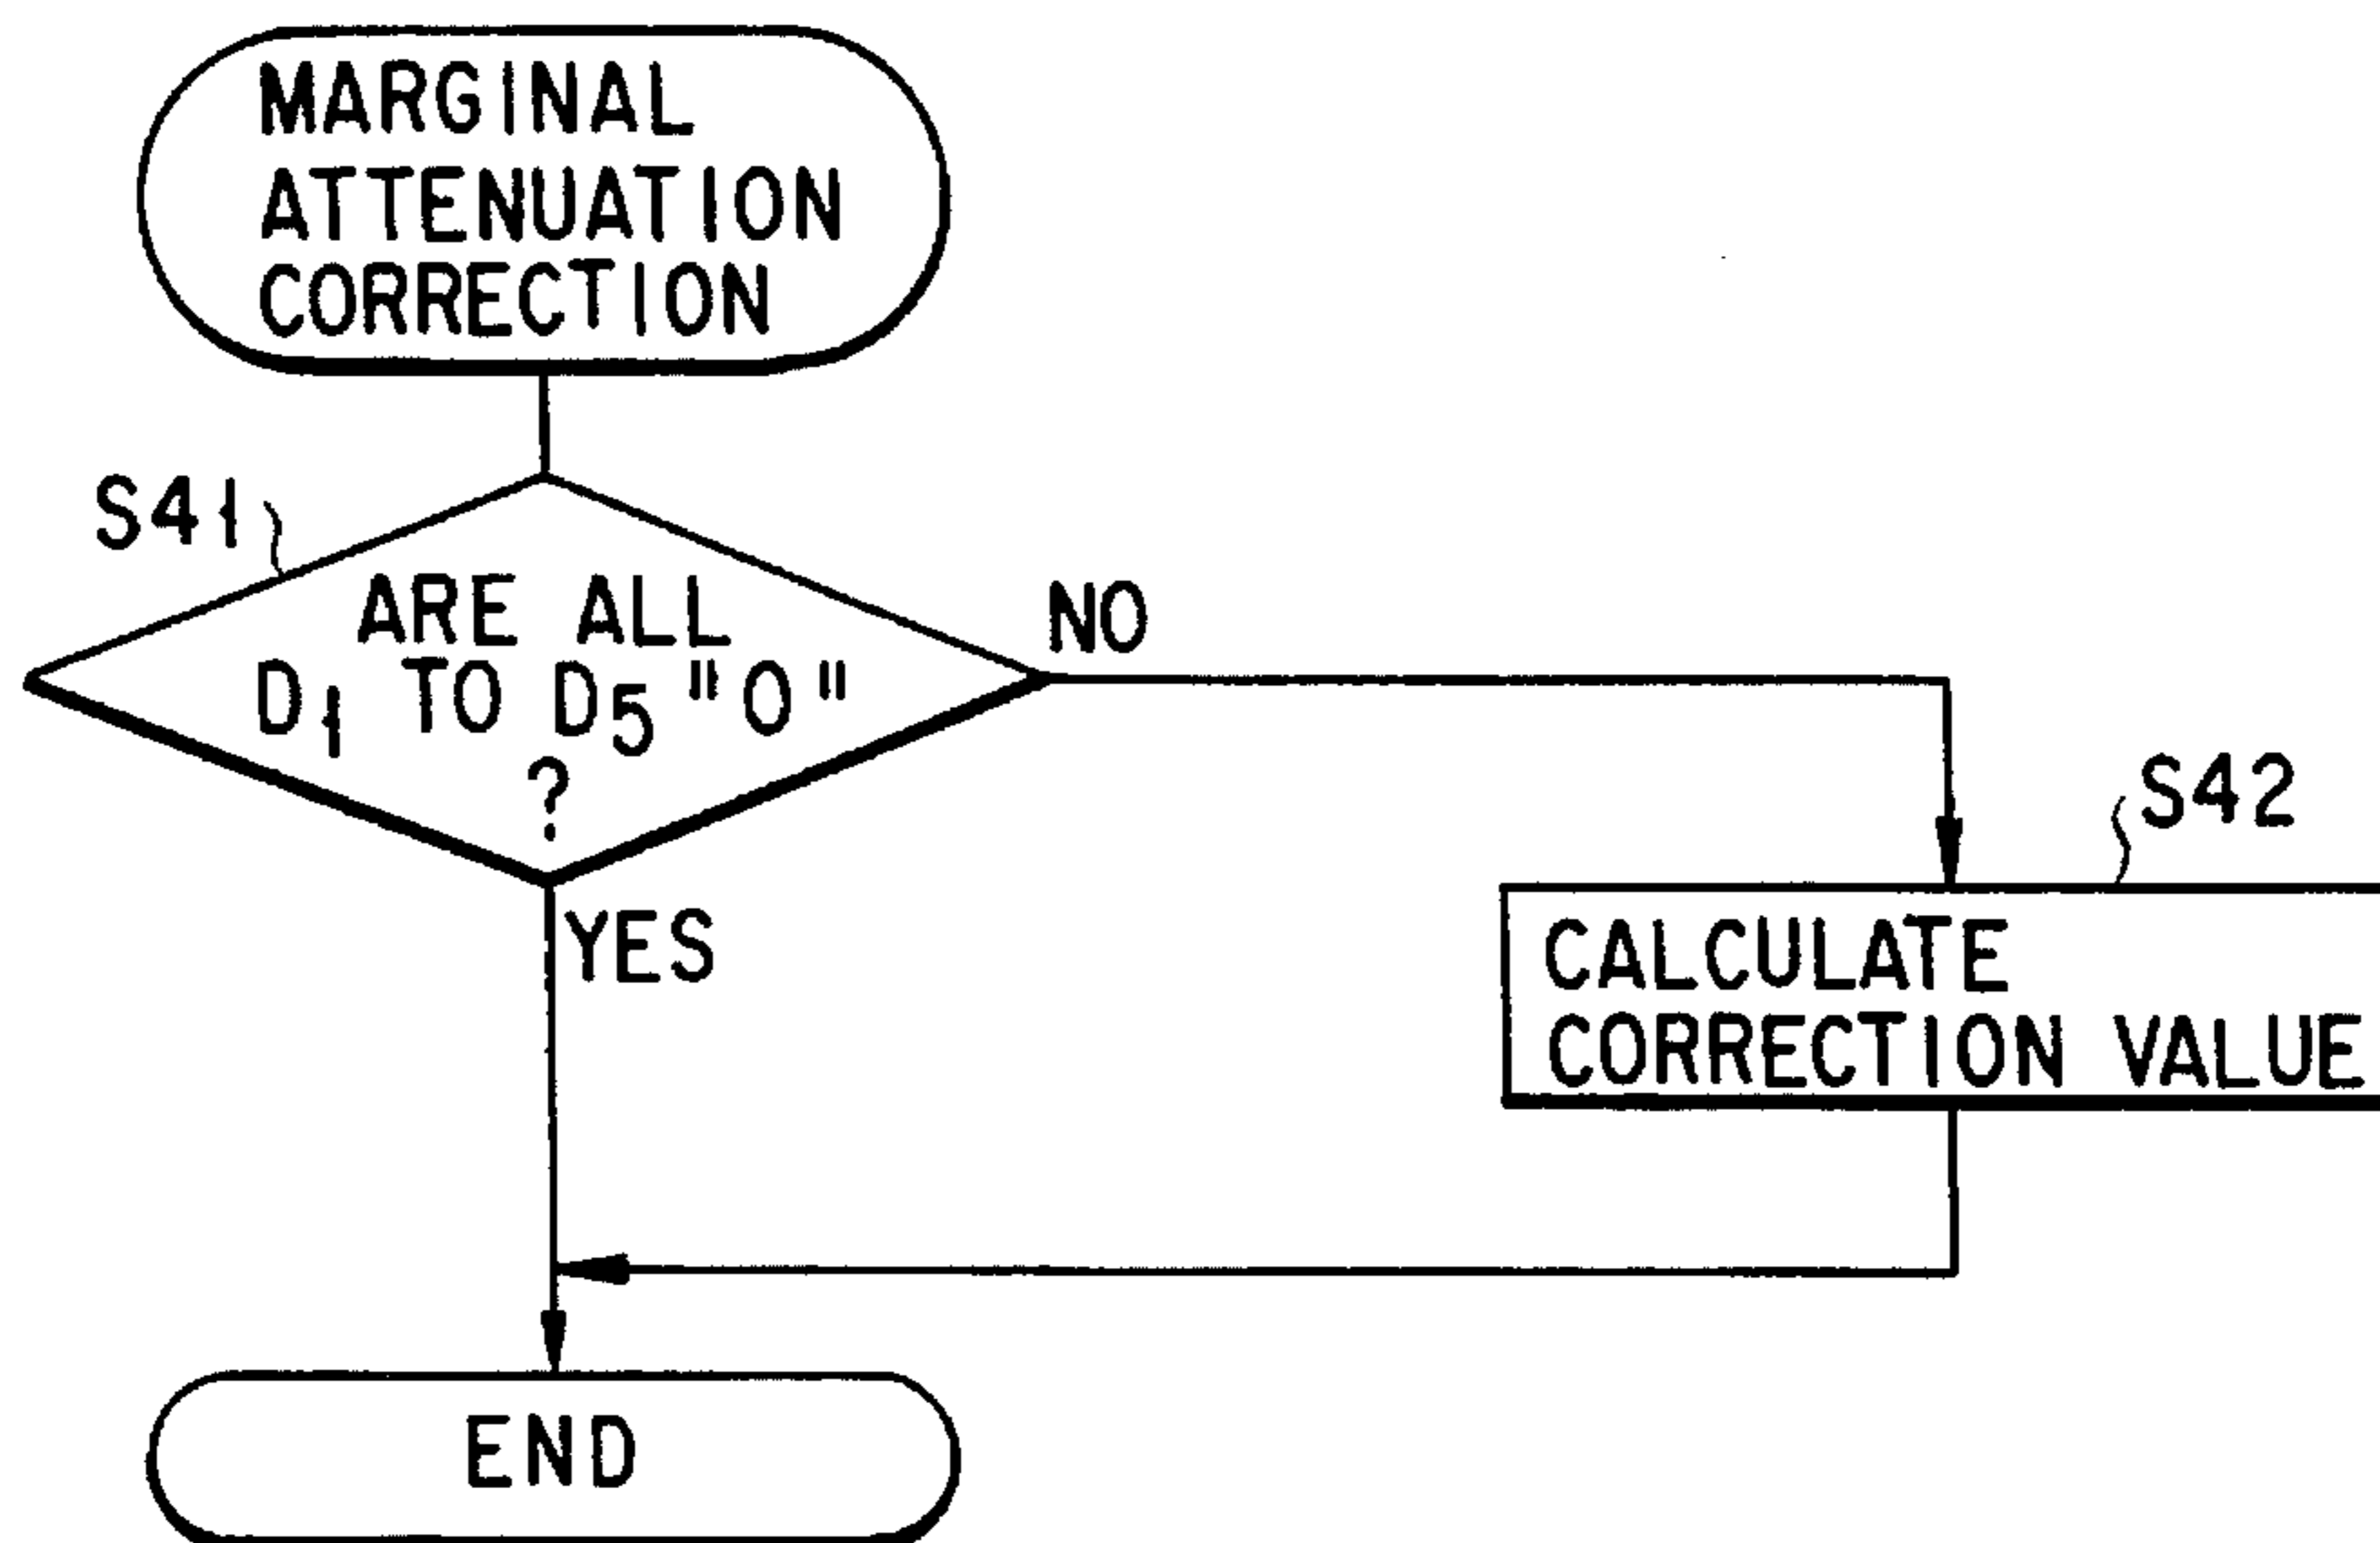 MARGINAL
ATTENUATION
CORRECTION
S41
ARE ALL
D1 TO D5 "0"
?
NO
YES
S42
CALCULATE
CORRECTION VALUE
END